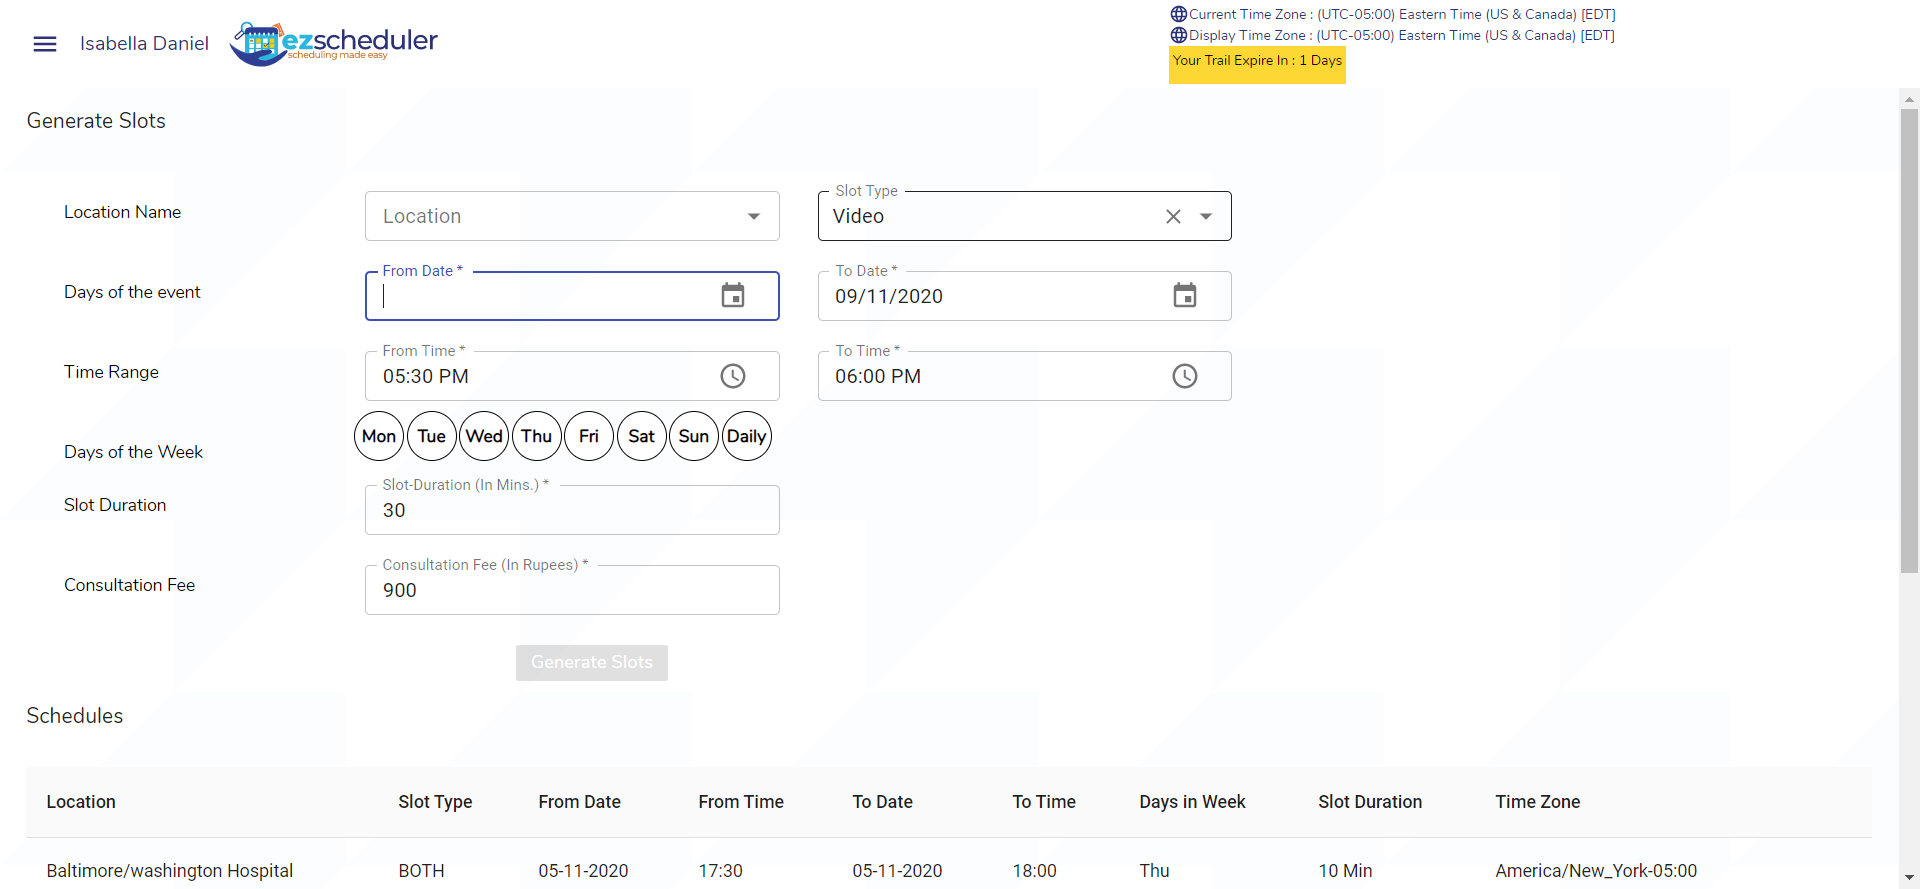 Isabella Daniel
ezscheduler
scheduling made easy
Current Time Zone : (UTC-05:00) Eastern Time (US & Canada) [EDT]
Display Time Zone : (UTC-05:00) Eastern Time (US & Canada) [EDT]
Your Trail Expire In : 1 Days
Generate Slots
Location Name
Location
Slot Type
Video
Days of the event
From Date *
To Date *
09/11/2020
Time Range
From Time *
05:30 PM
To Time *
06:00 PM
Days of the Week
Mon Tue Wed Thu Fri Sat Sun Daily
Slot Duration
Slot-Duration (In Mins.) *
30
Consultation Fee
Consultation Fee (In Rupees) *
900
Generate Slots
Schedules
Location Slot Type From Date From Time To Date To Time Days in Week Slot Duration Time Zone
Baltimore/washington Hospital BOTH 05-11-2020 17:30 05-11-2020 18:00 Thu 10 Min America/New_York-05:00